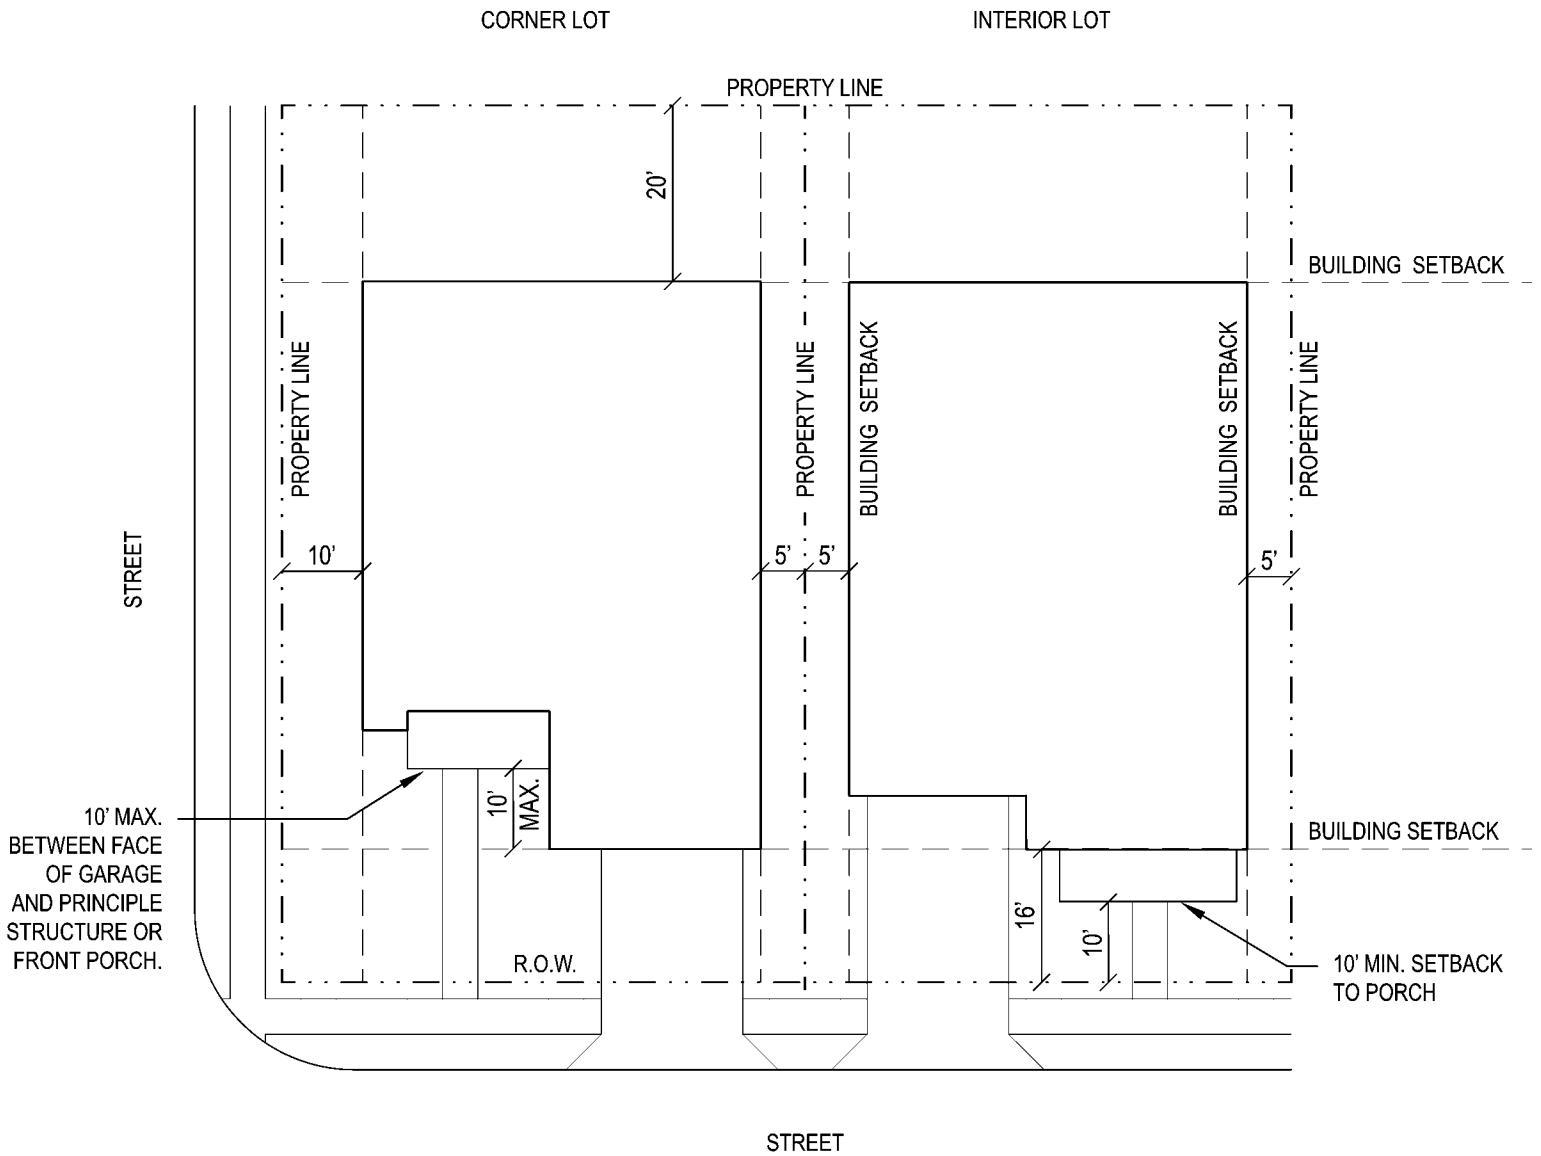 CORNER LOT
INTERIOR LOT
PROPERTY LINE
20'
BUILDING SETBACK
PROPERTY LINE
PROPERTY LINE
BUILDING SETBACK
BUILDING SETBACK
PROPERTY LINE
STREET
10'
5'
5'
5'
10'
MAX.
10' MAX.
BETWEEN FACE
OF GARAGE
AND PRINCIPLE
STRUCTURE OR
FRONT PORCH.
BUILDING SETBACK
16'
10'
R.O.W.
10' MIN. SETBACK
TO PORCH
STREET